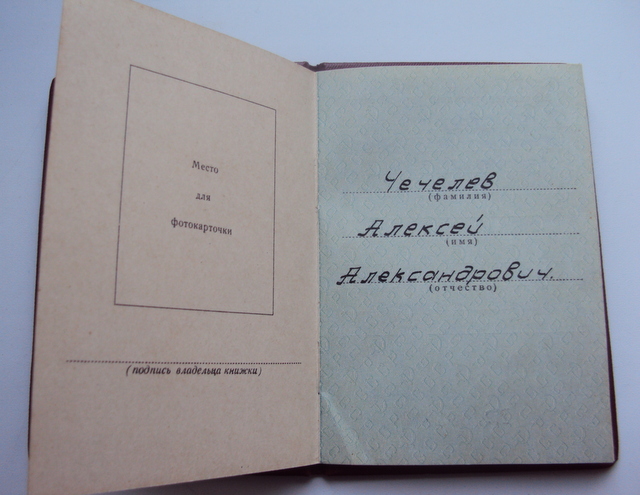 Место
для
фотокарточки
(подпись владельца книжки)
Чечелев
(фамилия)
Алексей
(имя)
Александрович.
(отчество)